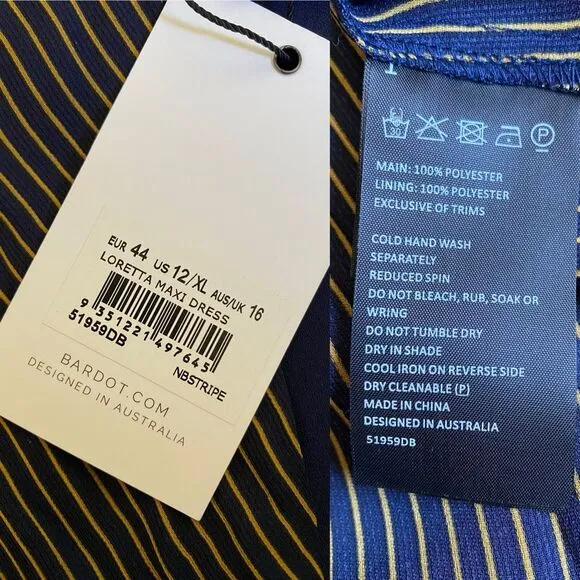 EUR 44 US 12/XL AUS/UK 16
LORETTA MAXI DRESS
9 351221 497645
51959DB
NBSTRIPE
BARDOT.COM
DESIGNED IN AUSTRALIA
30
P
MAIN: 100% POLYESTER
LINING: 100% POLYESTER
EXCLUSIVE OF TRIMS
COLD HAND WASH
SEPARATELY
REDUCED SPIN
DO NOT BLEACH, RUB, SOAK OR
WRING
DO NOT TUMBLE DRY
DRY IN SHADE
COOL IRON ON REVERSE SIDE
DRY CLEANABLE (P)
MADE IN CHINA
DESIGNED IN AUSTRALIA
51959DB